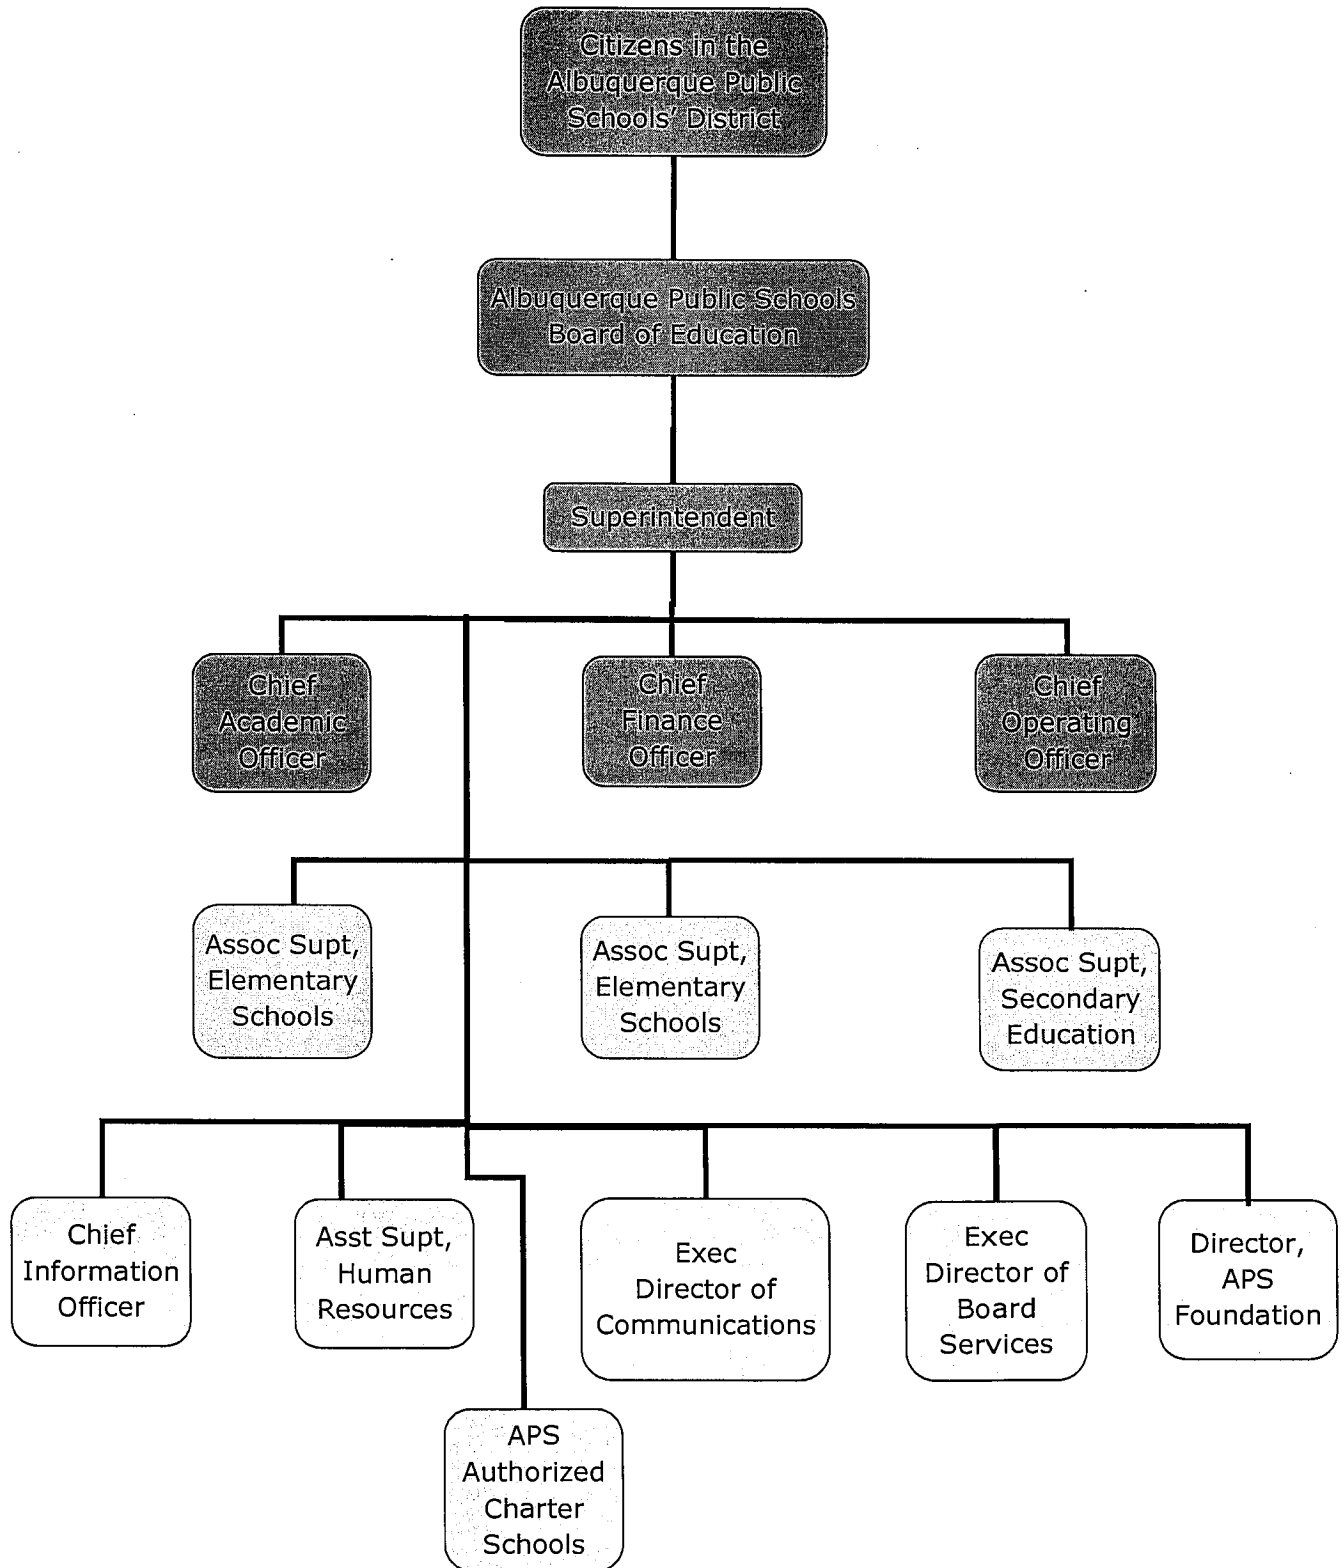 Citizens in the
Albuquerque Public
Schools' District
Albuquerque Public Schools
Board of Education
Superintendent
Chief
Academic
Officer
Chief
Finance
Officer
Chief
Operating
Officer
Assoc Supt,
Elementary
Schools
Assoc Supt,
Elementary
Schools
Assoc Supt,
Secondary
Education
Chief
Information
Officer
Asst Supt,
Human
Resources
Exec
Director of
Communications
Exec
Director of
Board
Services
Director,
APS
Foundation
APS
Authorized
Charter
Schools